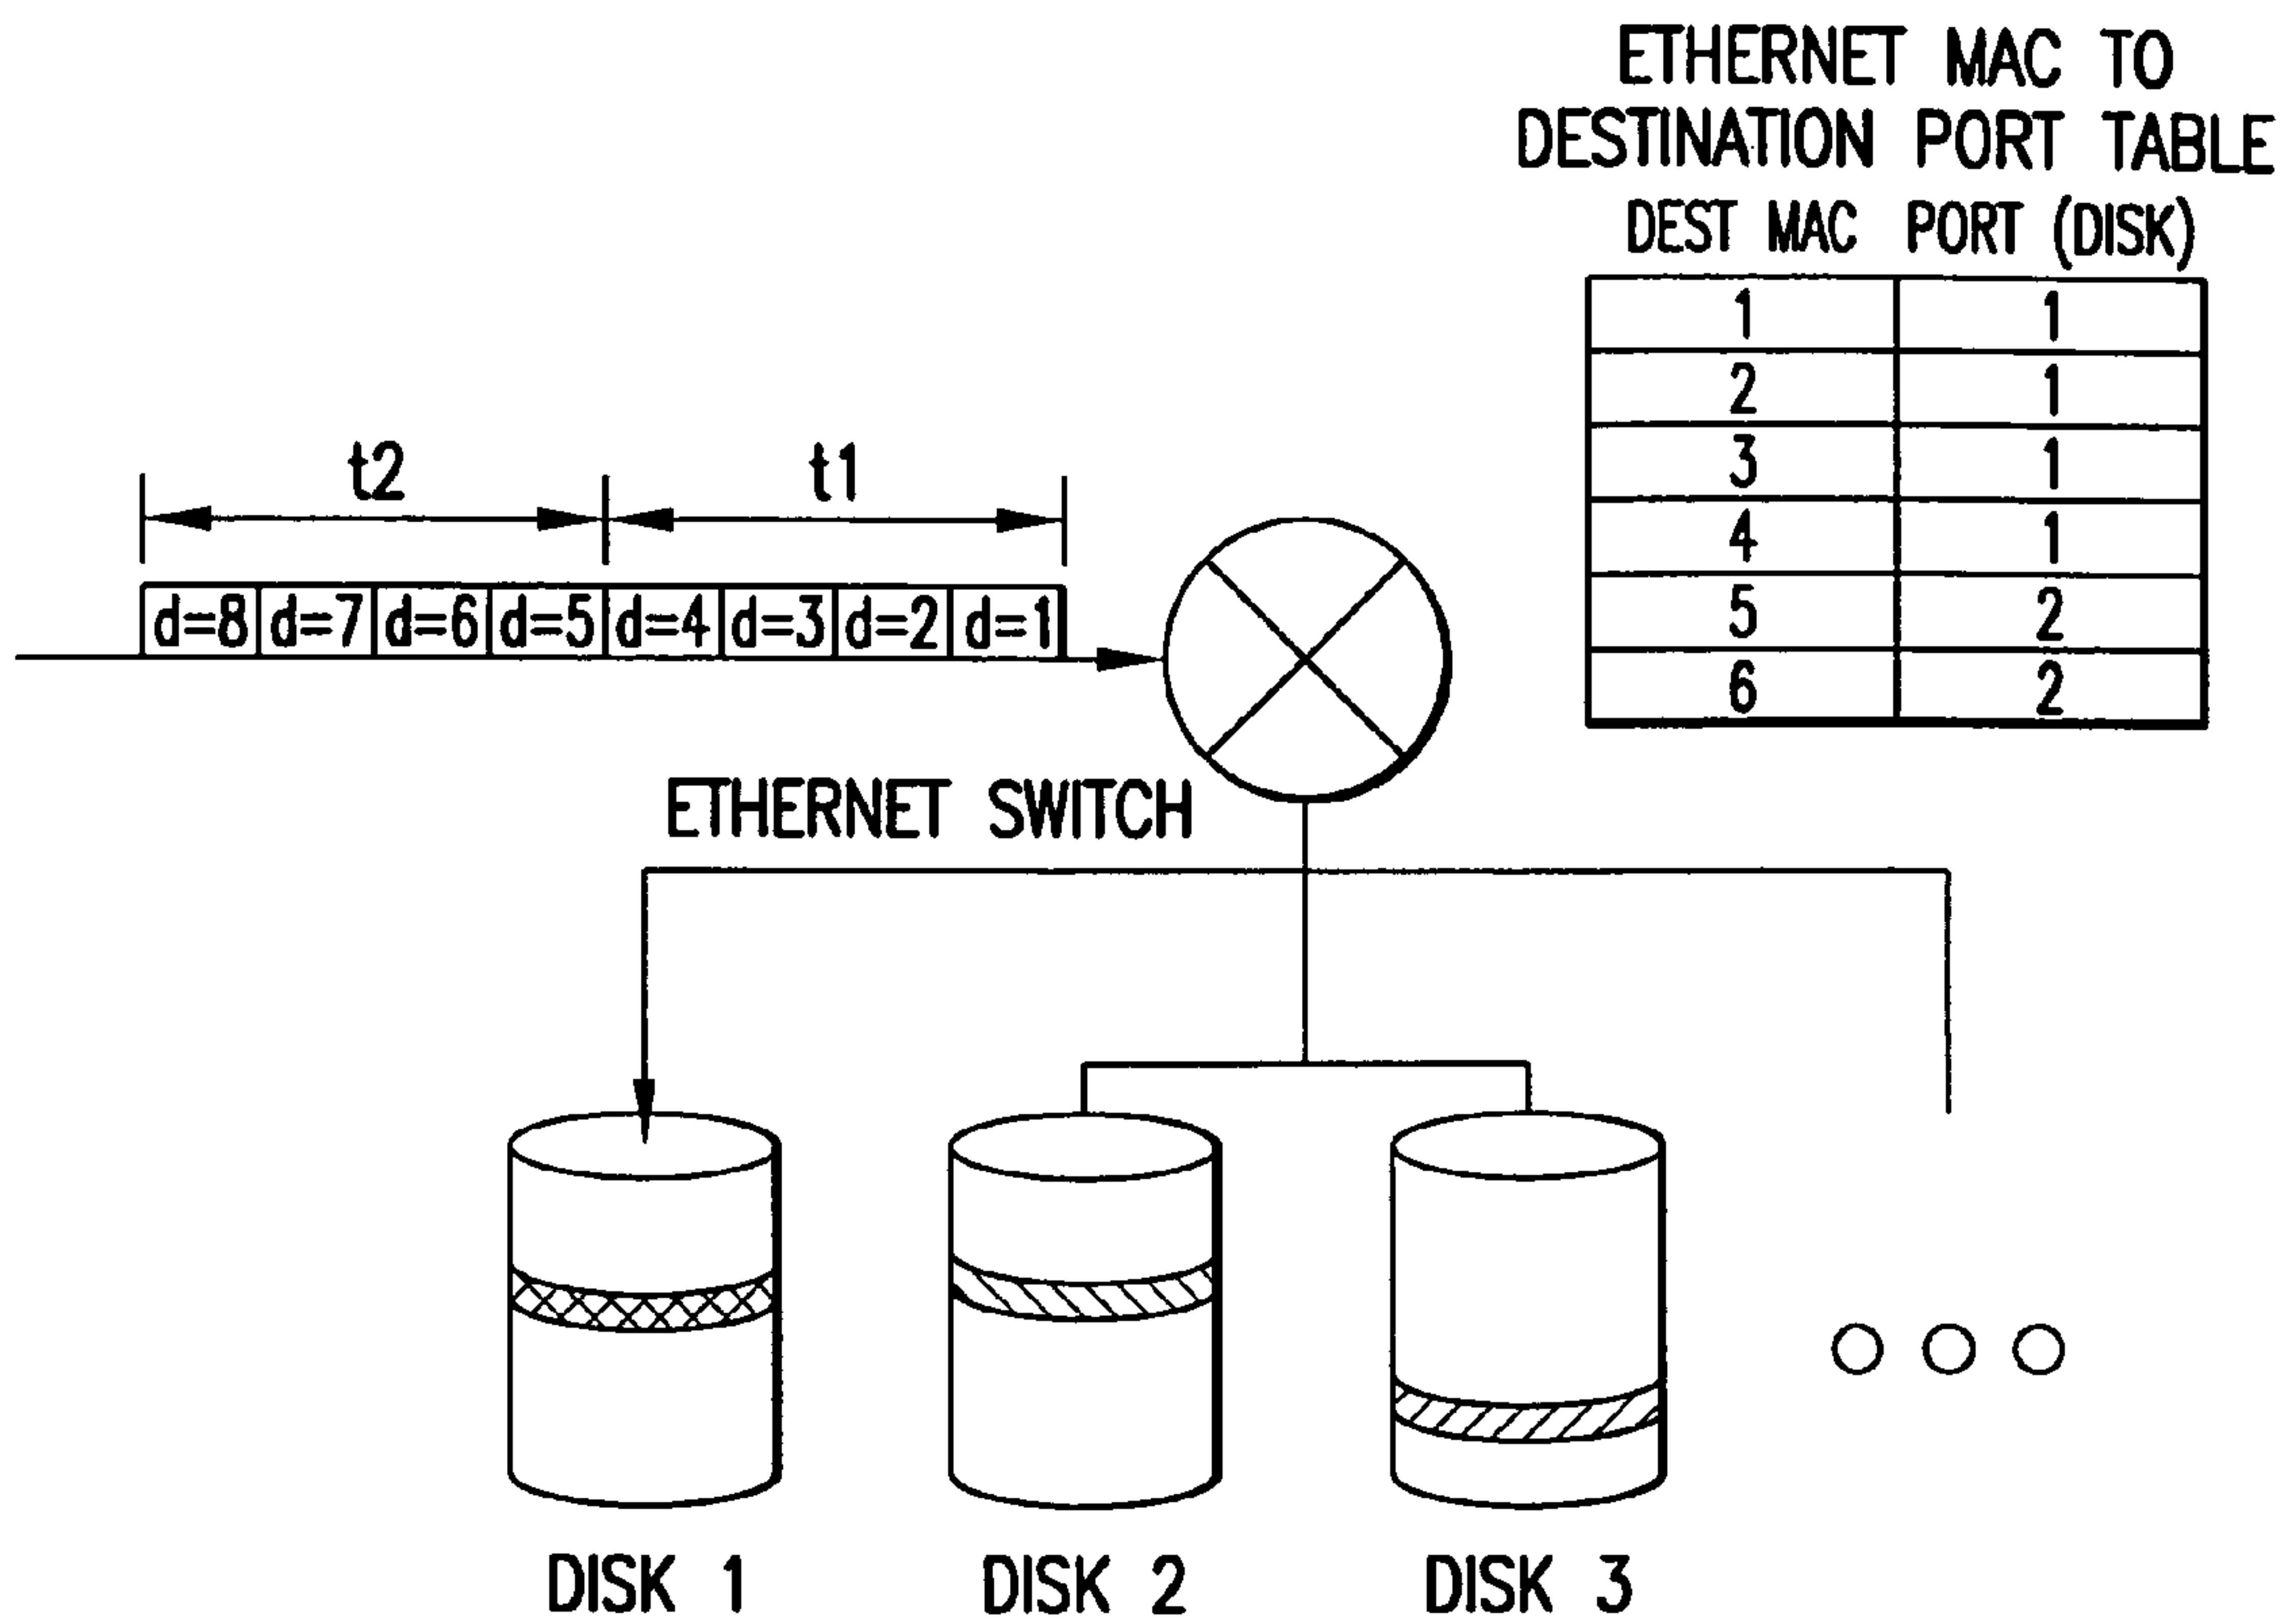 ETHERNET MAC TO
DESTINATION PORT TABLE
DEST MAC PORT (DISK)
1 1
2 1
3 1
4 1
5 2
6 2
t2 t1
d=8 d=7 d=6 d=5 d=4 d=3 d=2 d=1
ETHERNET SWITCH
DISK 1 DISK 2 DISK 3